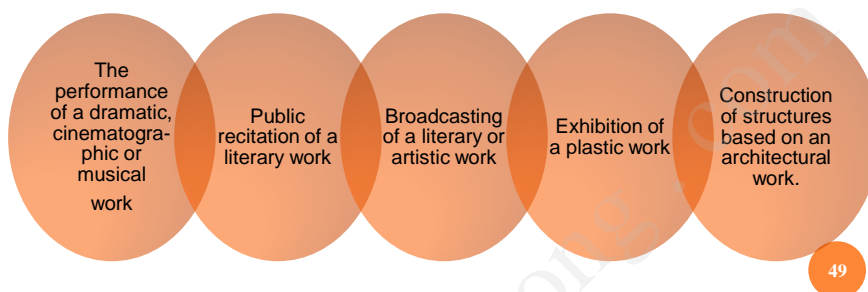 The
performance
of a dramatic,
cinematogra-
phic or
musical
work
Public
recitation of a
literary work
Broadcasting
of a literary or
artistic work
Exhibition of
a plastic work
Construction
of structures
based on an
architectural
work.
49